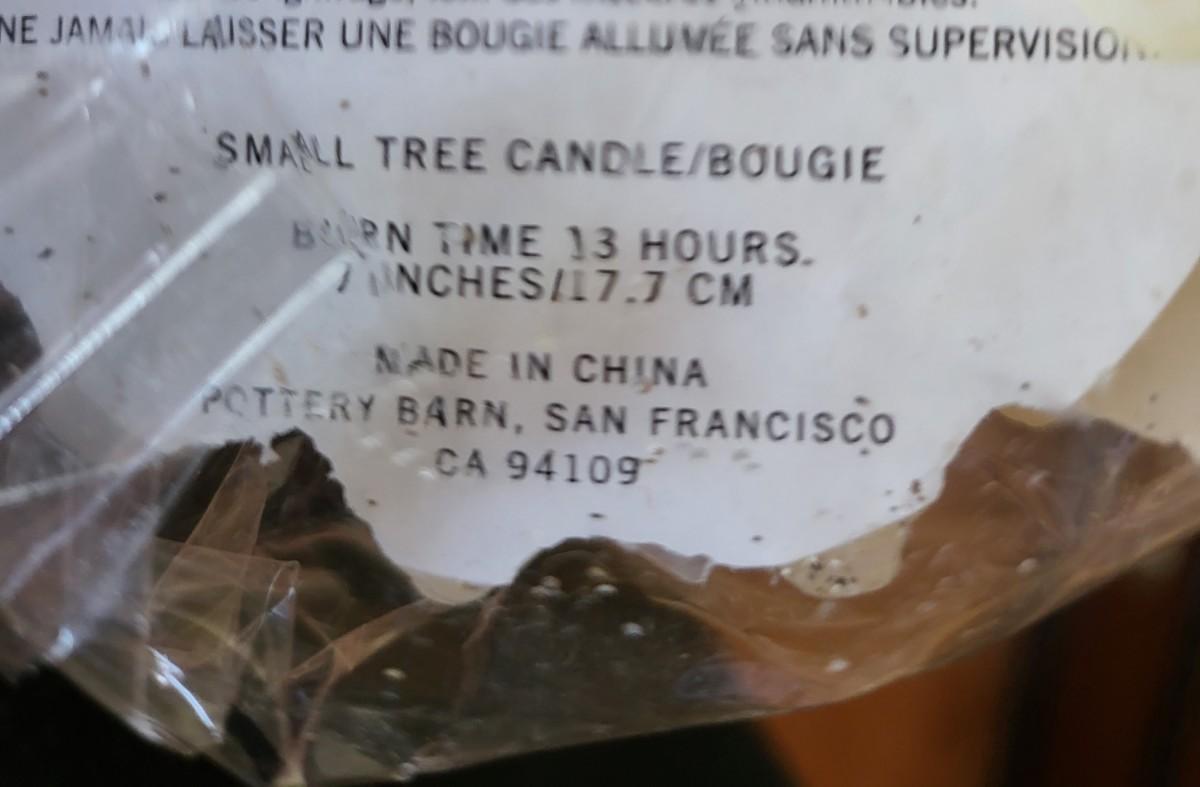 NE JAMAIS LAISSER UNE BOUGIE ALLUMÉE SANS SUPERVISION.
SMALL TREE CANDLE/BOUGIE
BURN TIME 13 HOURS.
7 INCHES/17.7 CM
MADE IN CHINA
POTTERY BARN, SAN FRANCISCO
CA 94109